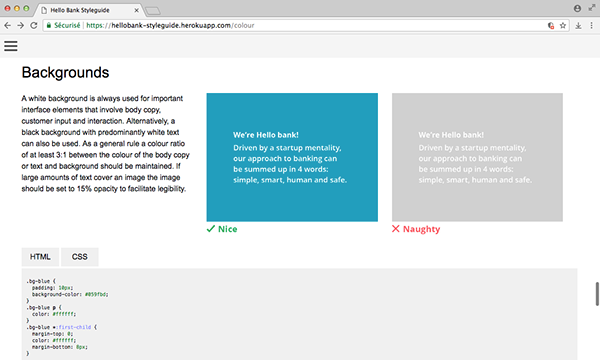 Hello Bank Styleguide
Sécurisé
https://hellobank-styleguide.herokuapp.com/colour
Backgrounds
A white background is always used for important
interface elements that involve body copy,
customer input and interaction. Alternatively, a
black background with predominantly white text
can also be used. As a general rule a colour ratio
of at least 3:1 between the colour of the body copy
or text and background should be maintained. If
large amounts of text cover an image the image
should be set to 15% opacity to facilitate legibility.
We're Hello bank!
Driven by a startup mentality,
our approach to banking can
be summed up in 4 words:
simple, smart, human and safe.
Nice
We're Hello bank!
Driven by a startup mentality,
our approach to banking can
be summed up in 4 words:
simple, smart, human and safe.
Naughty
HTML
CSS
.bg-blue {
padding: 10px;
background-color: #059fbd;
}
.bg-blue p {
color: #ffffff;
}
.bg-blue *:first-child {
margin-top: 0;
color: #ffffff;
margin-bottom: 0px;
}